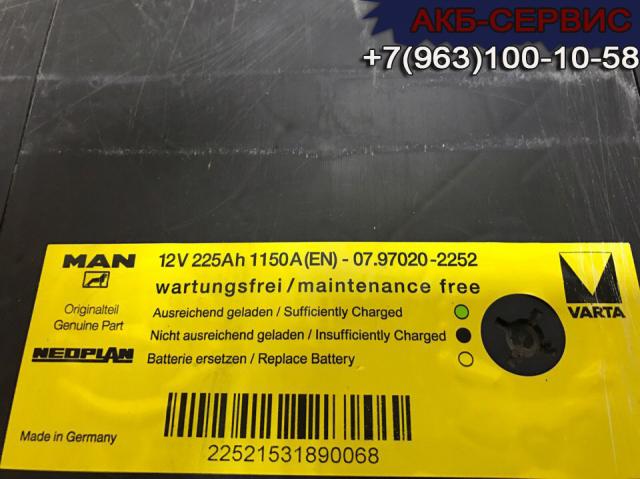 АКБ-СЕРВИС
+7(963)100-10-58
MAN
12V 225Ah 1150A(EN) - 07.97020-2252
wartungsfrei/maintenance free
Originalteil
Genuine Part
Ausreichend geladen / Sufficiently Charged
Nicht ausreichend geladen / Insufficiently Charged
NEOPLAN
Batterie ersetzen / Replace Battery
VARTA
Made in Germany
22521531890068